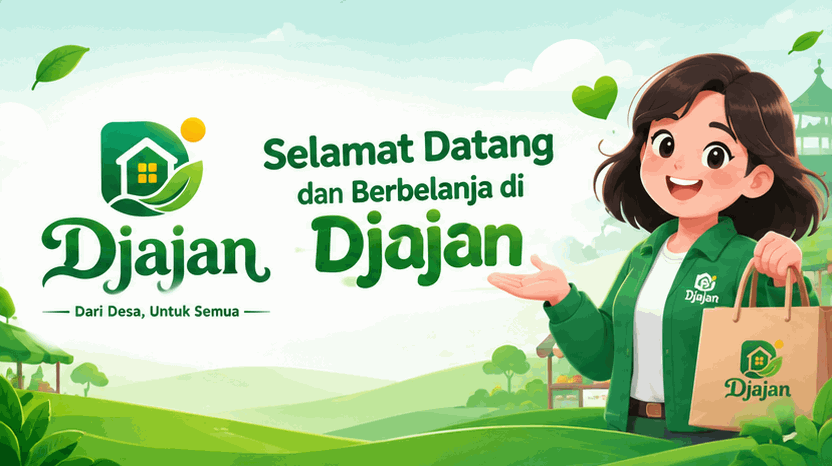 Djajan
Dari Desa, Untuk Semua
Selamat Datang
dan Berbelanja di
Djajan
Djajan
Djajan